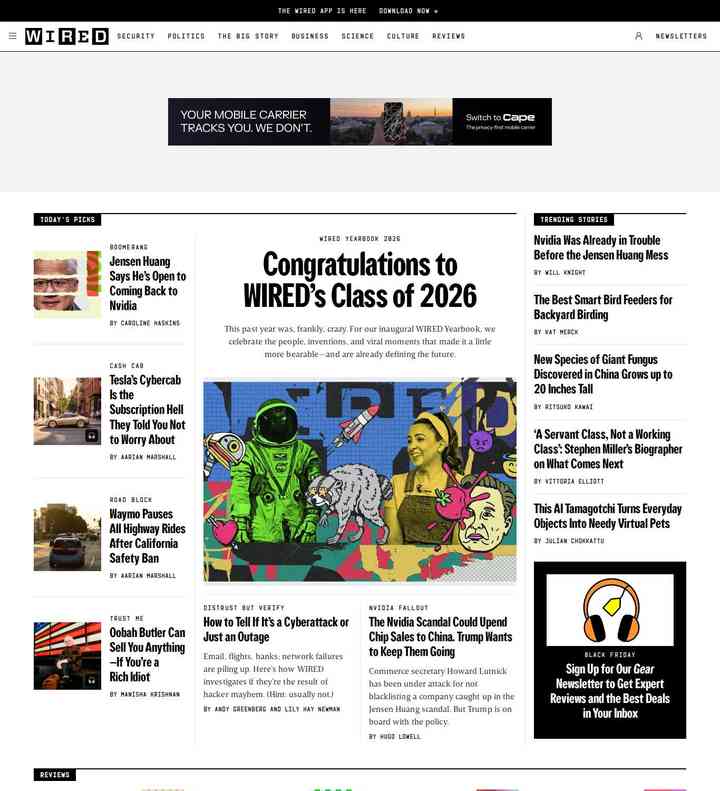 THE WIRED APP IS HERE DOWNLOAD NOW
WIRED
SECURITY POLITICS THE BIG STORY BUSINESS SCIENCE CULTURE REVIEWS
NEWSLETTERS
YOUR MOBILE CARRIER
TRACKS YOU. WE DON'T.
Switch to Cape
The privacy-first mobile carrier
TODAY'S PICKS
BOOMERANG
Jensen Huang
Says He's Open to
Coming Back to
Nvidia
BY CAROLINE HASKINS
CASH CAB
Tesla's Cybercab
Is the
Subscription Hell
They Told You Not
to Worry About
BY AARIAN MARSHALL
ROAD BLOCK
Waymo Pauses
All Highway Rides
After California
Safety Ban
BY AARIAN MARSHALL
TRUST ME
Oobah Butler Can
Sell You Anything
—If You're a
Rich Idiot
BY MANISHA KRISHNAN
WIRED YEARBOOK 2026
Congratulations to
WIRED's Class of 2026
This past year was, frankly, crazy. For our inaugural WIRED Yearbook, we
celebrate the people, inventions, and viral moments that made it a little
more bearable—and are already defining the future.
DISTRUST BUT VERIFY
How to Tell If It's a Cyberattack or
Just an Outage
Email, flights, banks: network failures
are piling up. Here's how WIRED
investigates if they're the result of
hacker mayhem. (Hint: usually not.)
BY ANDY GREENBERG AND LILY HAY NEWMAN
NVIDIA FALLOUT
The Nvidia Scandal Could Upend
Chip Sales to China. Trump Wants
to Keep Them Going
Commerce secretary Howard Lutnick
has been under attack for not
blacklisting a company caught up in the
Jensen Huang scandal. But Trump is on
board with the policy.
BY HUGO LOWELL
TRENDING STORIES
Nvidia Was Already in Trouble
Before the Jensen Huang Mess
BY WILL KNIGHT
The Best Smart Bird Feeders for
Backyard Birding
BY KAT MERCK
New Species of Giant Fungus
Discovered in China Grows up to
20 Inches Tall
BY RITSUKO KAWAI
'A Servant Class, Not a Working
Class': Stephen Miller's Biographer
on What Comes Next
BY VITTORIA ELLIOTT
This AI Tamagotchi Turns Everyday
Objects Into Needy Virtual Pets
BY JULIAN CHOKKATTU
BLACK FRIDAY
Sign Up for Our Gear
Newsletter to Get Expert
Reviews and the Best Deals
in Your Inbox
REVIEWS